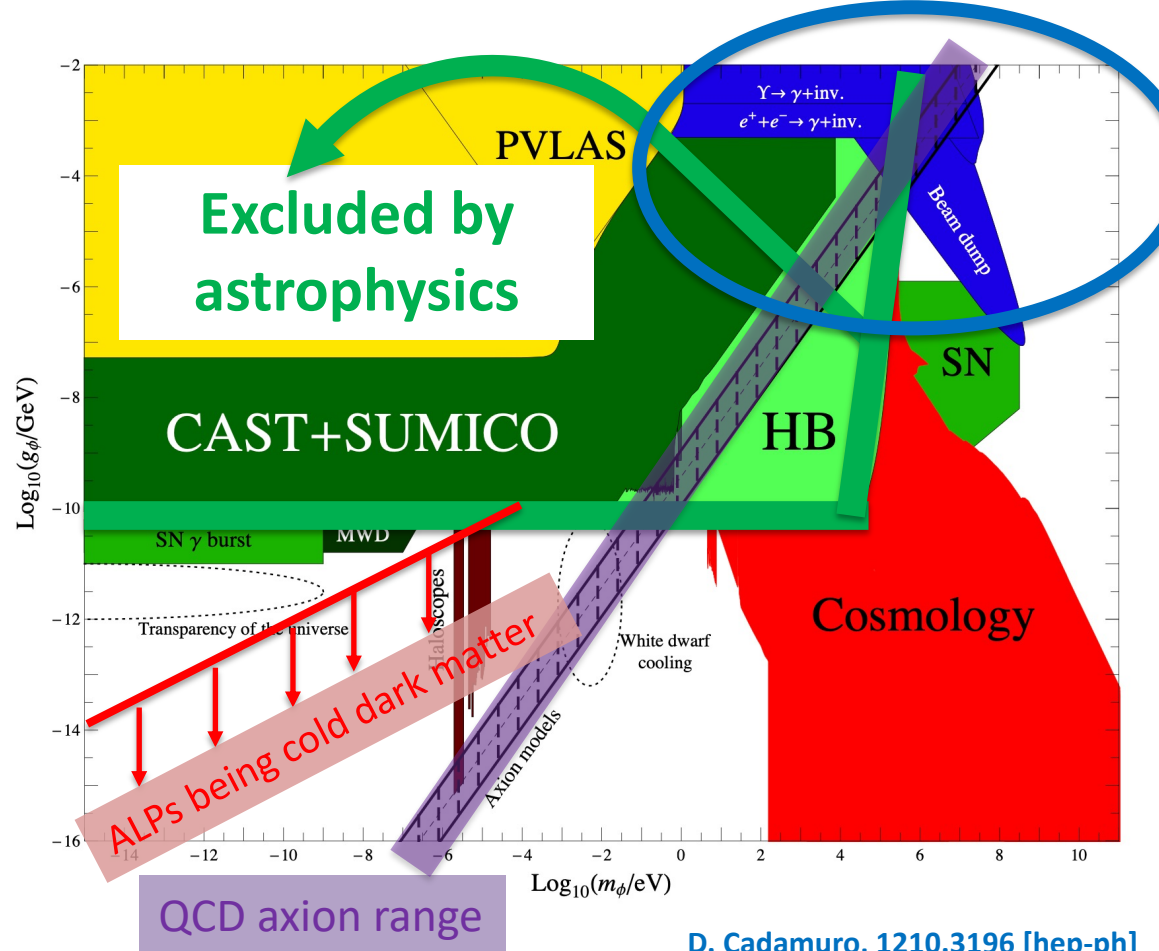 −2
−4
−6
−8
−10
−12
−14
−16
Log10(gφ/GeV)
ϒ→ γ+inv.
e⁺+e⁻→ γ+inv.
PVLAS
Excluded by
astrophysics
Beam dump
SN
CAST+SUMICO
HB
SN γ burst
MWD
Haloscopes
Transparency of the universe
White dwarf
cooling
Cosmology
ALPs being cold dark matter
Axion models
−14
−12
−10
−8
−6
−4
−2
0
2
4
6
8
10
Log10(mφ/eV)
QCD axion range
D. Cadamuro, 1210.3196 [hep-ph]